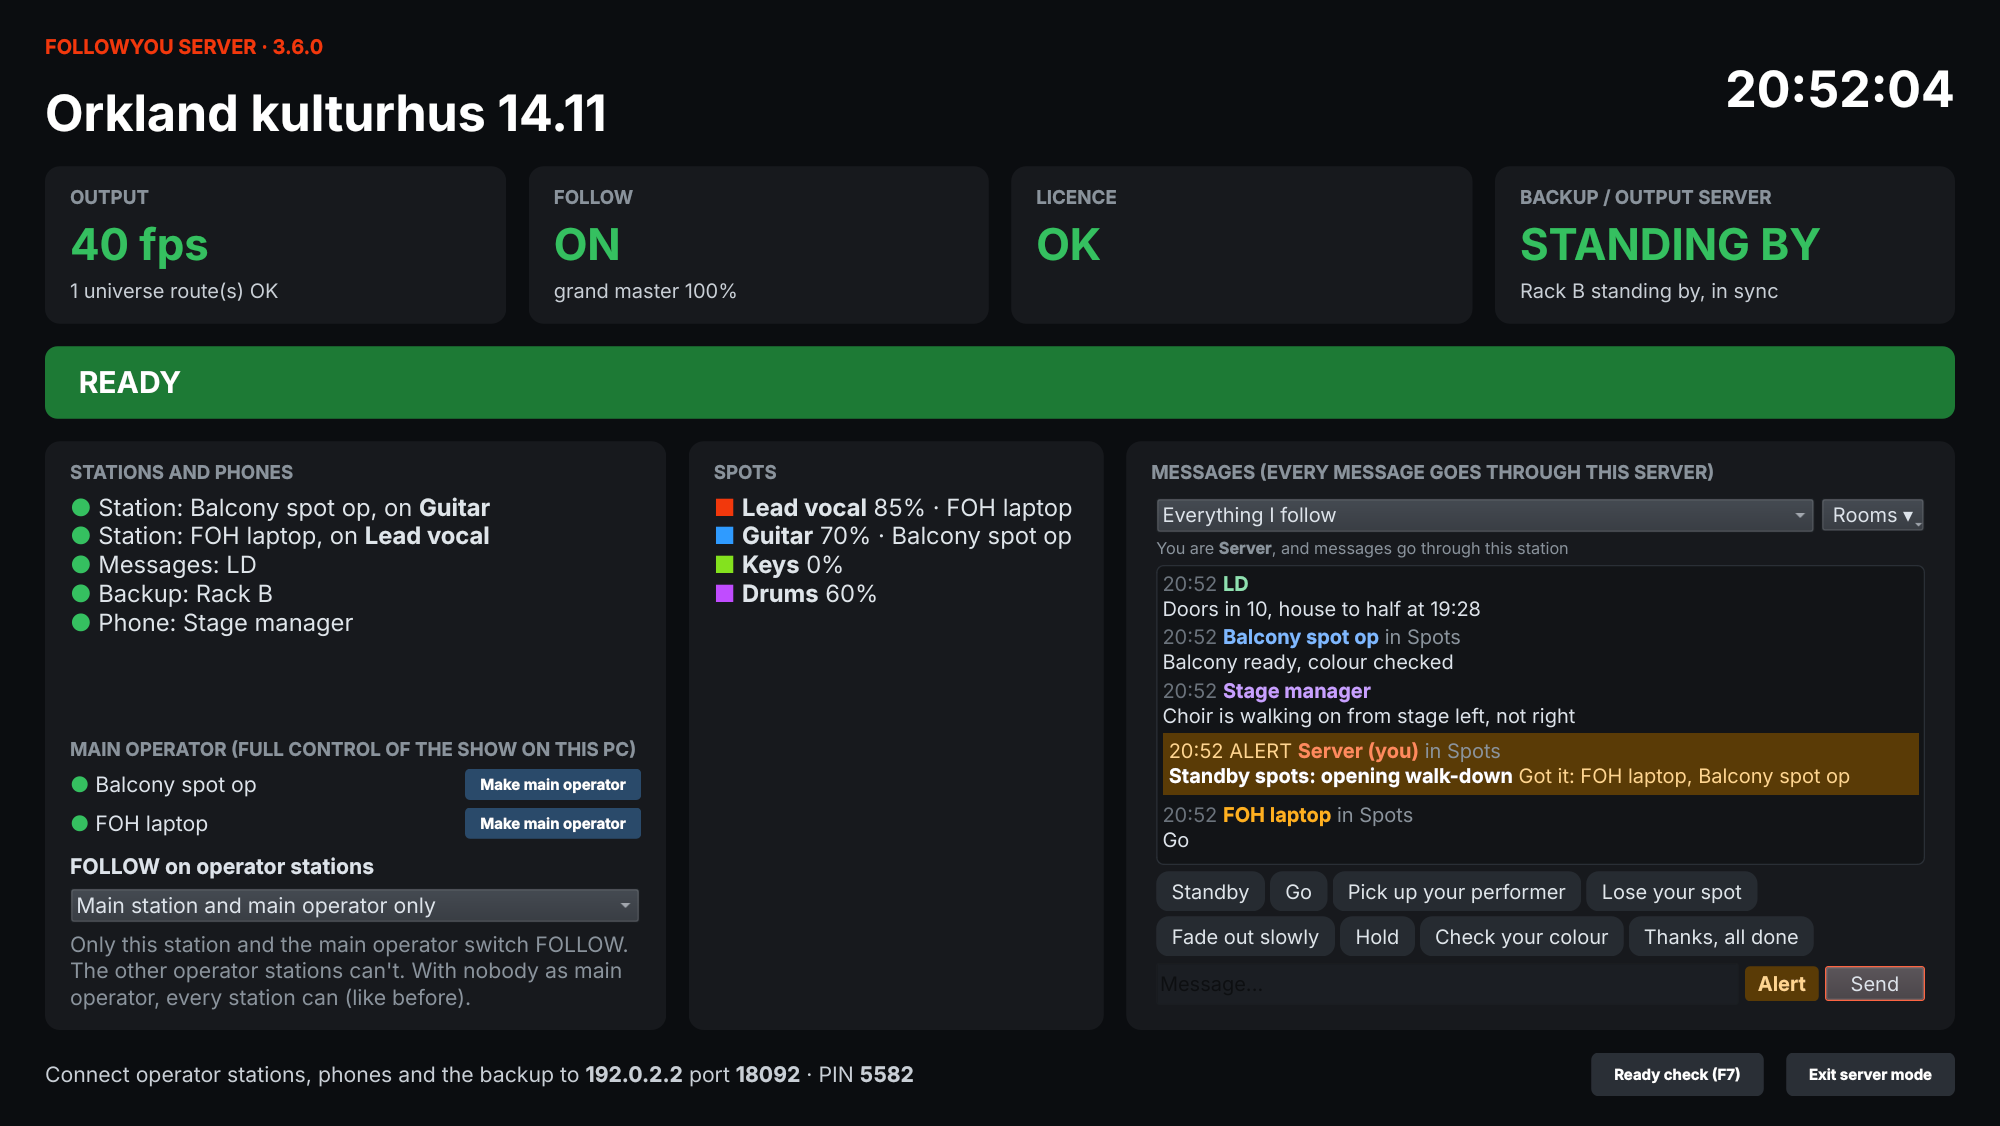 FOLLOWYOU SERVER · 3.6.0
Orkland kulturhus 14.11
20:52:04
OUTPUT
40 fps
1 universe route(s) OK
FOLLOW
ON
grand master 100%
LICENCE
OK
BACKUP / OUTPUT SERVER
STANDING BY
Rack B standing by, in sync
READY
STATIONS AND PHONES
Station: Balcony spot op, on Guitar
Station: FOH laptop, on Lead vocal
Messages: LD
Backup: Rack B
Phone: Stage manager
MAIN OPERATOR (FULL CONTROL OF THE SHOW ON THIS PC)
Balcony spot op Make main operator
FOH laptop Make main operator
FOLLOW on operator stations
Main station and main operator only
Only this station and the main operator switch FOLLOW.
The other operator stations can't. With nobody as main
operator, every station can (like before).
SPOTS
Lead vocal 85% · FOH laptop
Guitar 70% · Balcony spot op
Keys 0%
Drums 60%
MESSAGES (EVERY MESSAGE GOES THROUGH THIS SERVER)
Everything I follow Rooms ▾
You are Server, and messages go through this station
20:52 LD
Doors in 10, house to half at 19:28
20:52 Balcony spot op in Spots
Balcony ready, colour checked
20:52 Stage manager
Choir is walking on from stage left, not right
20:52 ALERT Server (you) in Spots
Standby spots: opening walk-down Got it: FOH laptop, Balcony spot op
20:52 FOH laptop in Spots
Go
Standby Go Pick up your performer Lose your spot
Fade out slowly Hold Check your colour Thanks, all done
Message... Alert Send
Connect operator stations, phones and the backup to 192.0.2.2 port 18092 · PIN 5582
Ready check (F7) Exit server mode